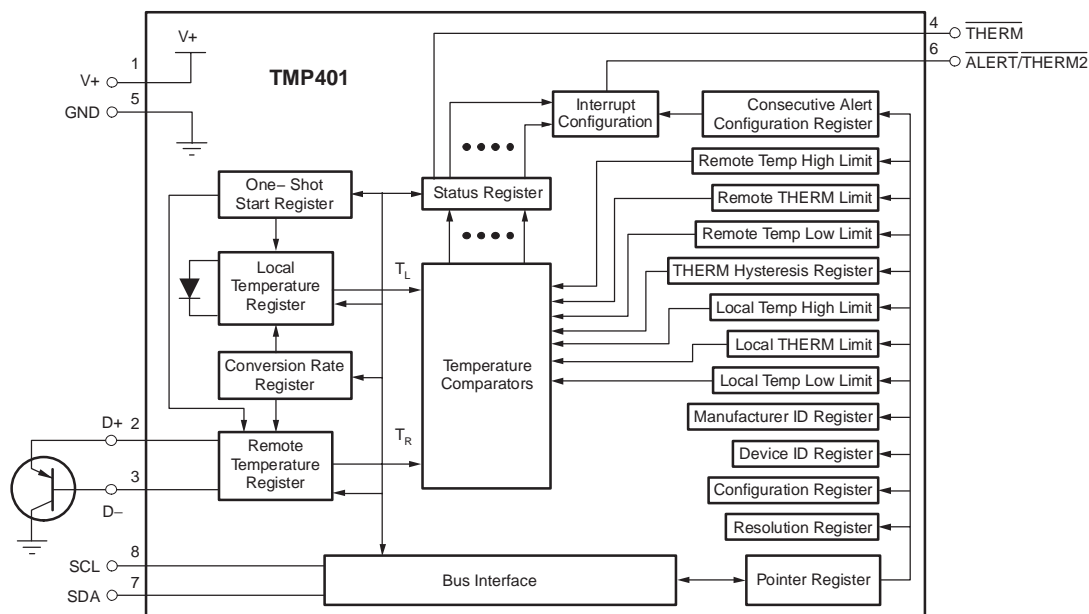 4
THERM
V+
6
ALERT/THERM2
1
TMP401
V+
5
GND
Interrupt
Configuration
Consecutive Alert
Configuration Register
Remote Temp High Limit
One– Shot
Start Register
Status Register
Remote THERM Limit
Remote Temp Low Limit
Local
Temperature
Register
TL
THERM Hysteresis Register
Local Temp High Limit
Local THERM Limit
Conversion Rate
Register
Temperature
Comparators
Local Temp Low Limit
Manufacturer ID Register
D+
2
Remote
Temperature
Register
TR
Device ID Register
3
D–
Configuration Register
Resolution Register
8
SCL
7
SDA
Bus Interface
Pointer Register